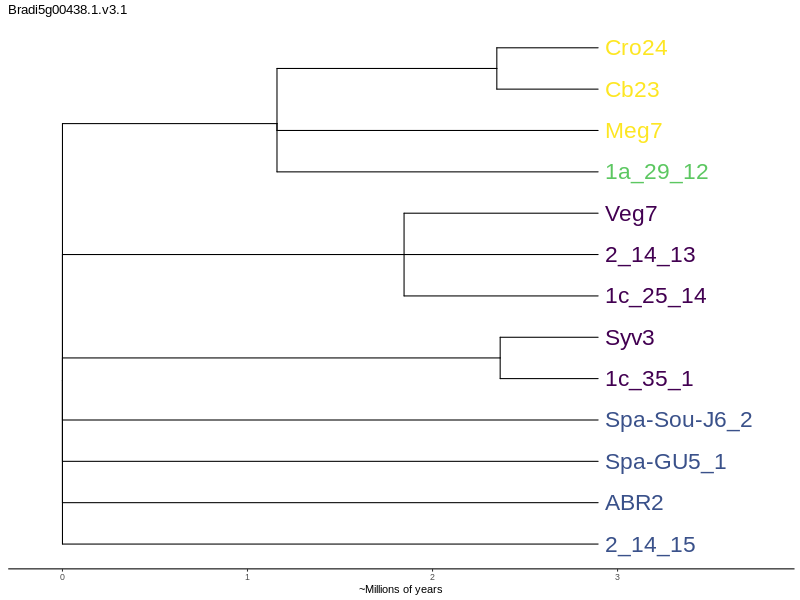 Bradi5g00438.1.v3.1
Cro24
Cb23
Meg7
1a_29_12
Veg7
2_14_13
1c_25_14
Syv3
1c_35_1
Spa-Sou-J6_2
Spa-GU5_1
ABR2
2_14_15
0 1 2 3
~Millions of years